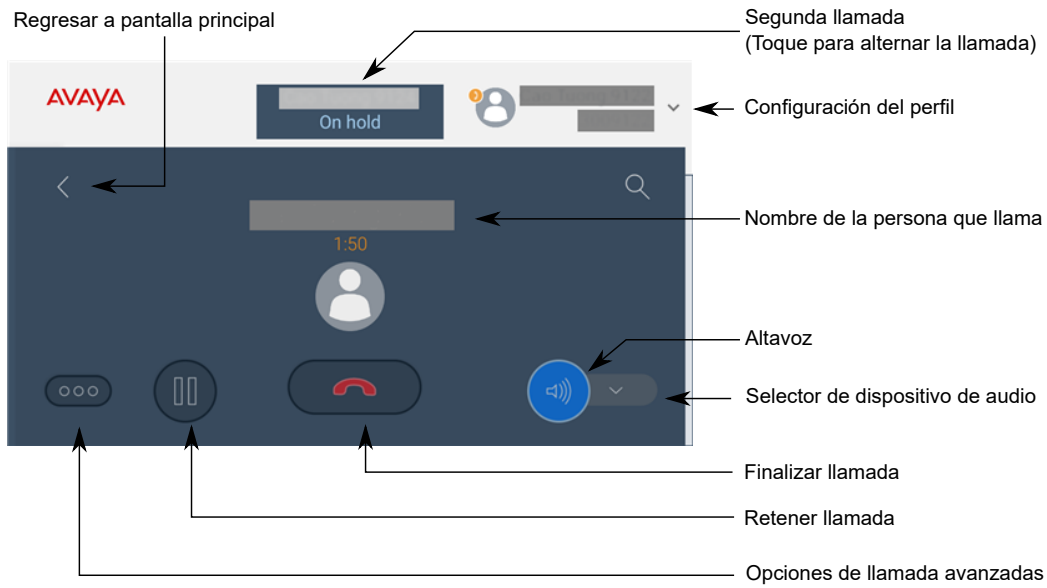 Regresar a pantalla principal
Segunda llamada
(Toque para alternar la llamada)
AVAYA
On hold
Configuración del perfil
Nombre de la persona que llama
1:50
Altavoz
Selector de dispositivo de audio
Finalizar llamada
Retener llamada
Opciones de llamada avanzadas